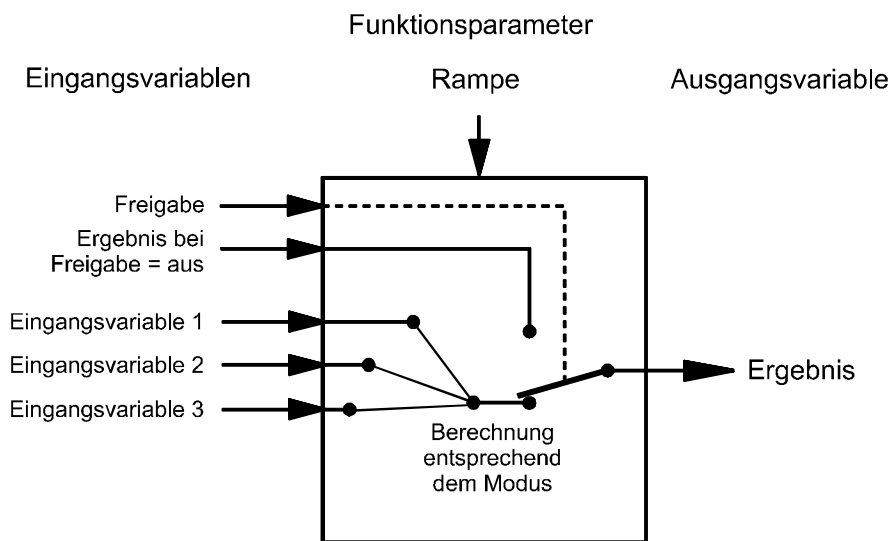 Funktionsparameter
Eingangsvariablen
Rampe
Ausgangsvariable
Freigabe
Ergebnis bei
Freigabe = aus
Eingangsvariable 1
Eingangsvariable 2
Eingangsvariable 3
Ergebnis
Berechnung
entsprechend
dem Modus